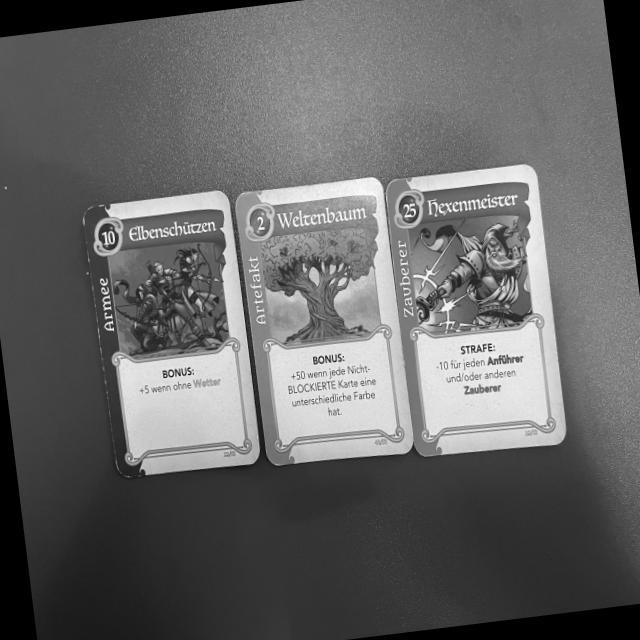 10 Elbenschützen
Armee
BONUS:
+5 wenn ohne Wetter
2 Weltenbaum
Artefakt
BONUS:
+50 wenn jede Nicht-
BLOCKIERTE Karte eine
unterschiedliche Farbe
hat.
25 Hexenmeister
Zauberer
STRAFE:
-10 für jeden Anführer
und/oder anderen
Zauberer